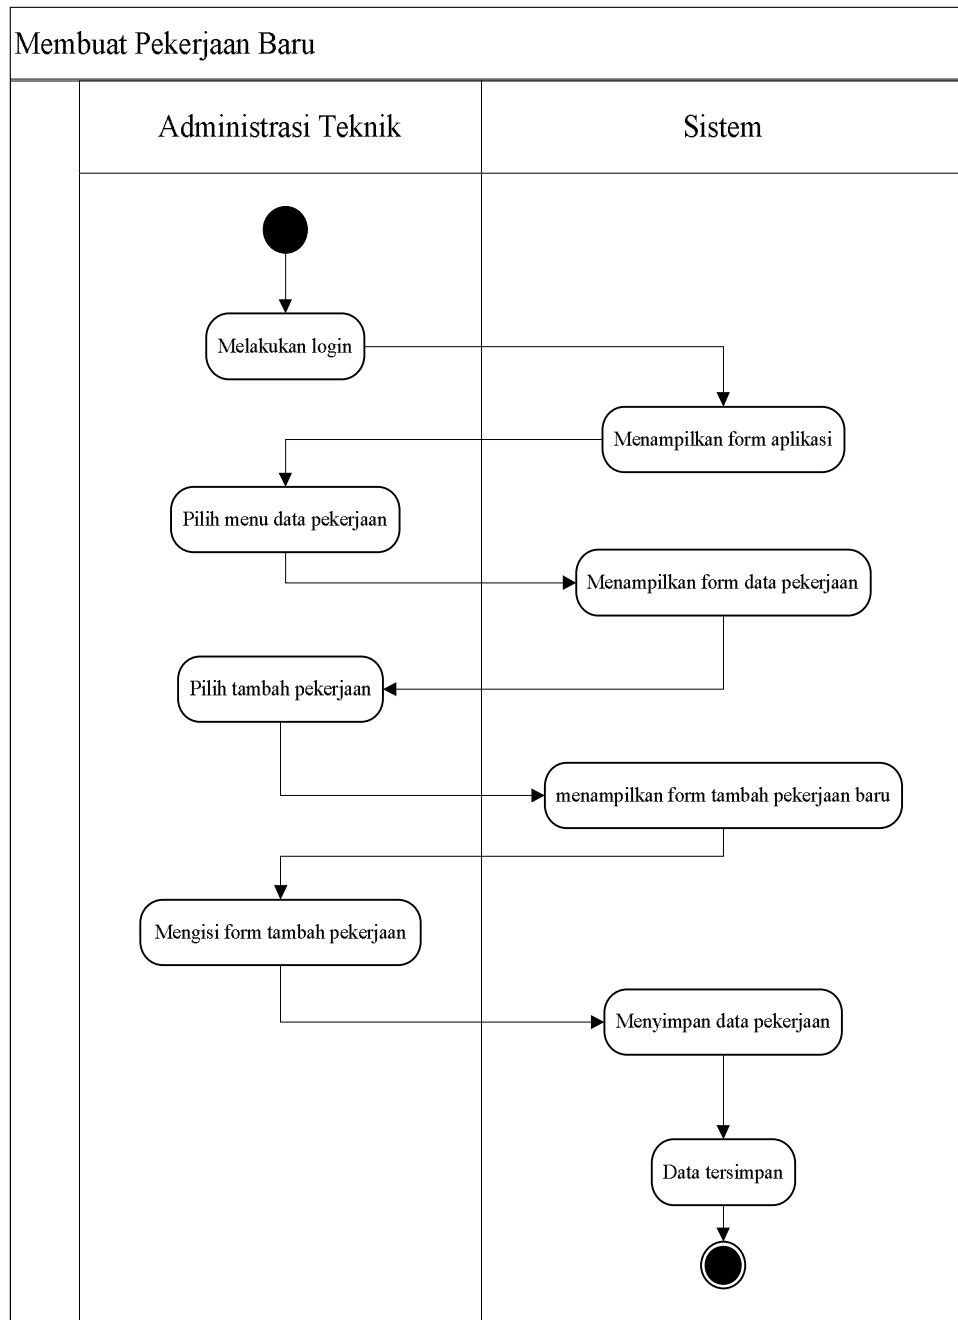 Membuat Pekerjaan Baru
Administrasi Teknik
Sistem
Melakukan login
Menampilkan form aplikasi
Pilih menu data pekerjaan
Menampilkan form data pekerjaan
Pilih tambah pekerjaan
menampilkan form tambah pekerjaan baru
Mengisi form tambah pekerjaan
Menyimpan data pekerjaan
Data tersimpan